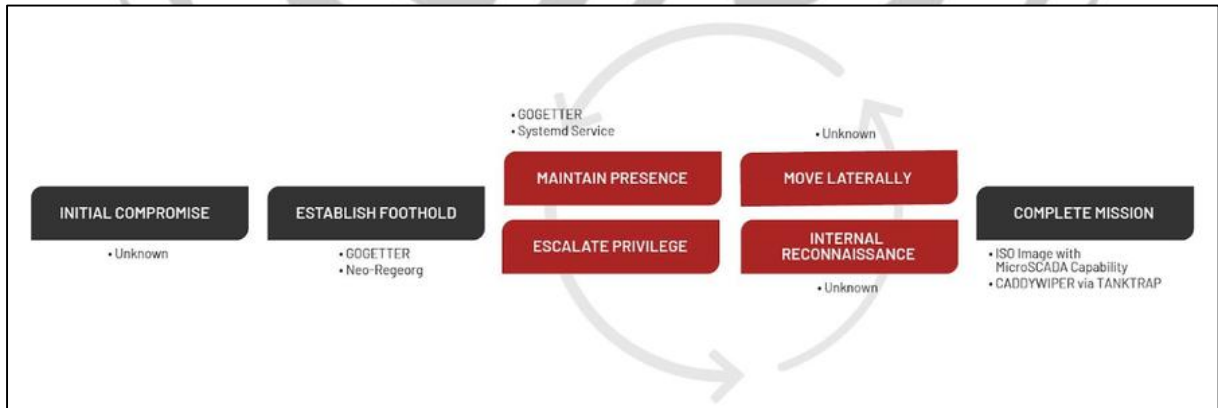 INITIAL COMPROMISE
• Unknown
ESTABLISH FOOTHOLD
• GOGETTER
• Neo-Regeorg
• GOGETTER
• Systemd Service
MAINTAIN PRESENCE
ESCALATE PRIVILEGE
• Unknown
MOVE LATERALLY
INTERNAL
RECONNAISSANCE
• Unknown
COMPLETE MISSION
• ISO Image with
MicroSCADA Capability
• CADDYWIPER via TANKTRAP